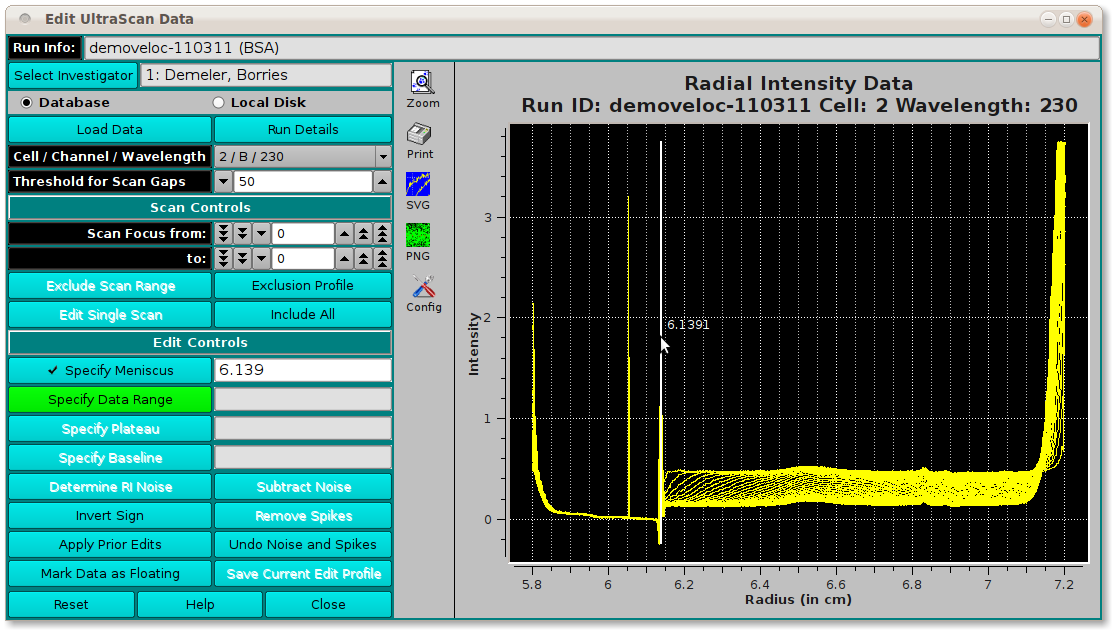 Edit UltraScan Data
Run Info: demoveloc-110311 (BSA)
Select Investigator 1: Demeler, Borries
Database Local Disk
Load Data Run Details
Cell / Channel / Wavelength 2 / B / 230
Threshold for Scan Gaps 50
Scan Controls
Scan Focus from: 0
to: 0
Exclude Scan Range Exclusion Profile
Edit Single Scan Include All
Edit Controls
Specify Meniscus 6.139
Specify Data Range
Specify Plateau
Specify Baseline
Determine RI Noise Subtract Noise
Invert Sign Remove Spikes
Apply Prior Edits Undo Noise and Spikes
Mark Data as Floating Save Current Edit Profile
Reset Help Close
Zoom
Print
SVG
PNG
Config
Radial Intensity Data
Run ID: demoveloc-110311 Cell: 2 Wavelength: 230
Intensity
3
2
1
0
6.1391
5.8 6 6.2 6.4 6.6 6.8 7 7.2
Radius (in cm)